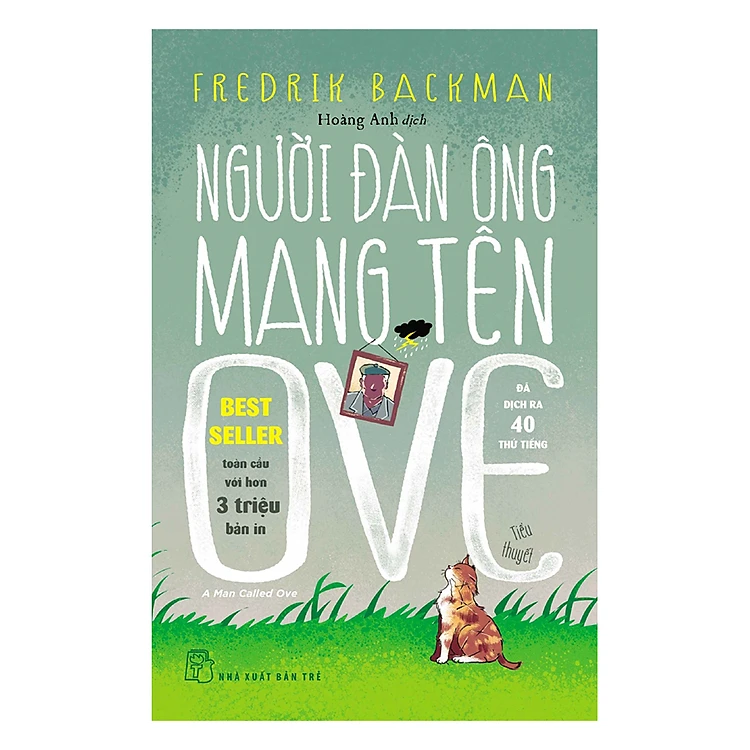 FREDRIK BACKMAN
Hoàng Anh dịch
NGƯỜI ĐÀN ÔNG
MANG TÊN
OVE
BEST
SELLER
toàn cầu
với hơn
3 triệu
bản in
ĐÃ
DỊCH RA
40
THỨ TIẾNG
Tiểu
thuyết
A Man Called Ove
NHÀ XUẤT BẢN TRẺ